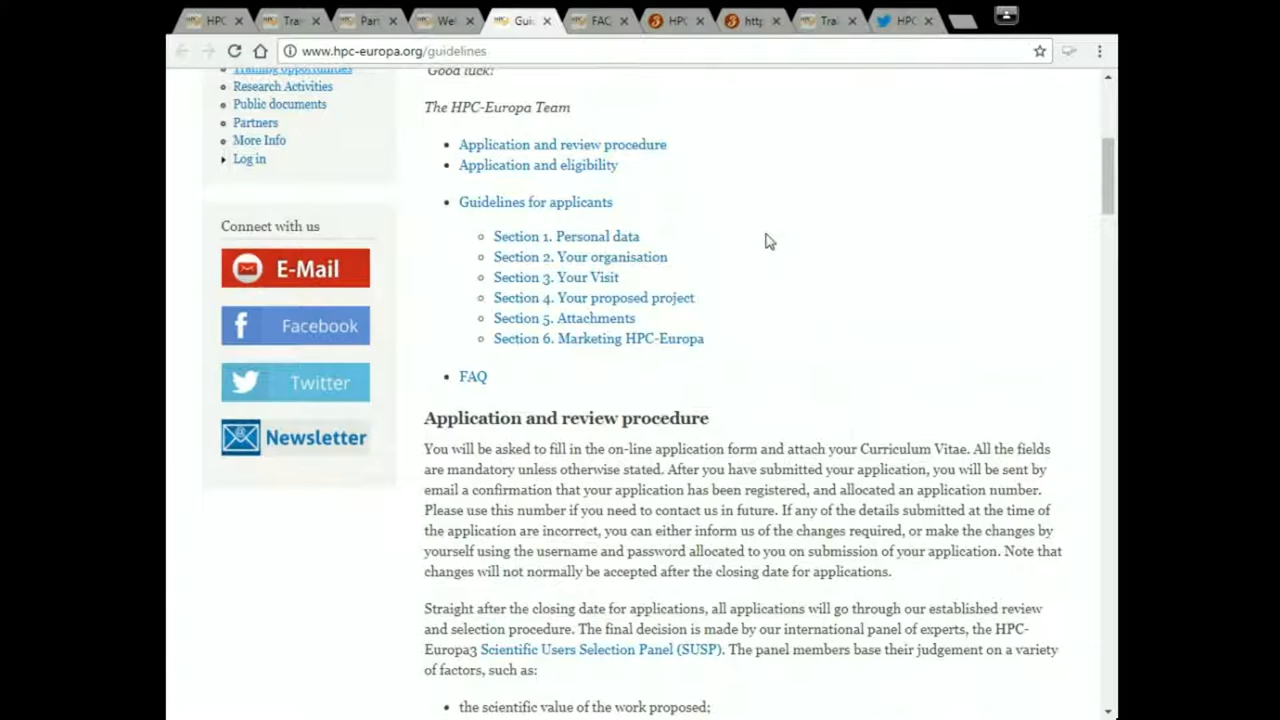 HPC
Tra
Par
Wel
Gui
FAC
HPC
http
Trai
HPC
www.hpc-europa.org/guidelines
Training opportunities
Research Activities
Public documents
Partners
More Info
Log in
Connect with us
E-Mail
Facebook
Twitter
Newsletter
Good luck!
The HPC-Europa Team
Application and review procedure
Application and eligibility
Guidelines for applicants
Section 1. Personal data
Section 2. Your organisation
Section 3. Your Visit
Section 4. Your proposed project
Section 5. Attachments
Section 6. Marketing HPC-Europa
FAQ
Application and review procedure
You will be asked to fill in the on-line application form and attach your Curriculum Vitae. All the fields
are mandatory unless otherwise stated. After you have submitted your application, you will be sent by
email a confirmation that your application has been registered, and allocated an application number.
Please use this number if you need to contact us in future. If any of the details submitted at the time of
the application are incorrect, you can either inform us of the changes required, or make the changes by
yourself using the username and password allocated to you on submission of your application. Note that
changes will not normally be accepted after the closing date for applications.
Straight after the closing date for applications, all applications will go through our established review
and selection procedure. The final decision is made by our international panel of experts, the HPC-
Europa3 Scientific Users Selection Panel (SUSP). The panel members base their judgement on a variety
of factors, such as:
the scientific value of the work proposed;